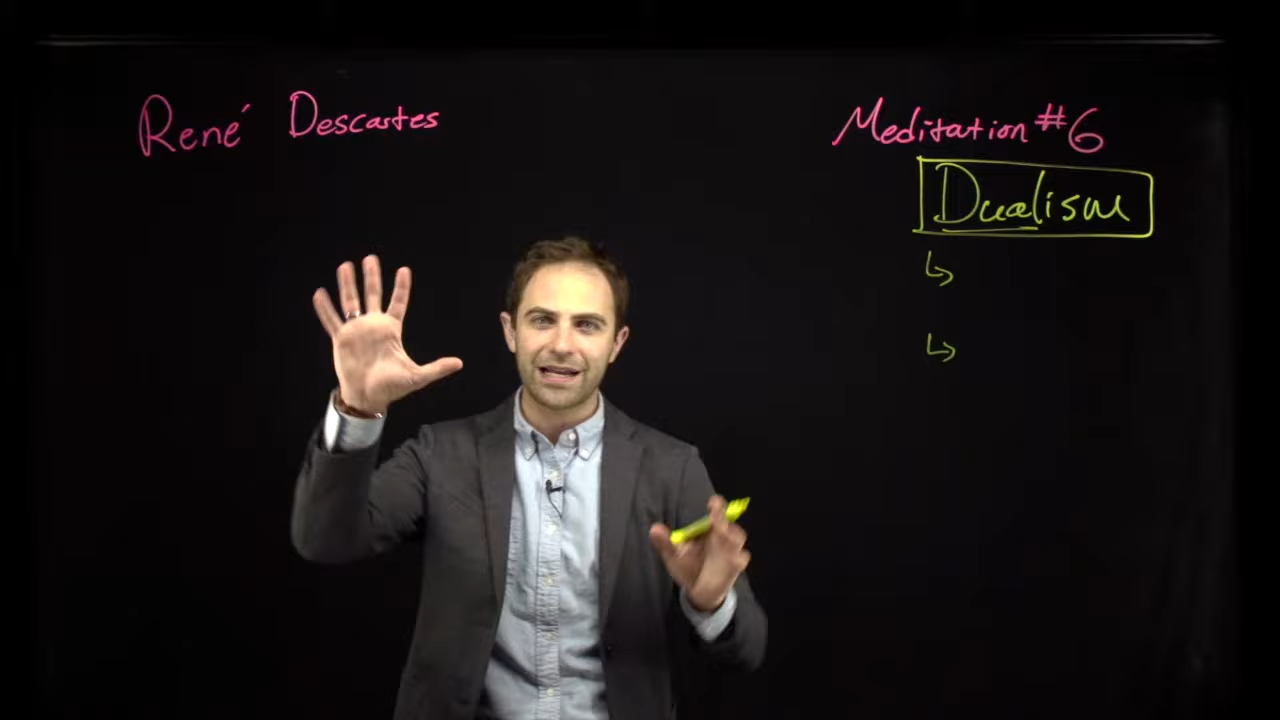 René Descartes
Meditation #6
Dualism
↳
↳